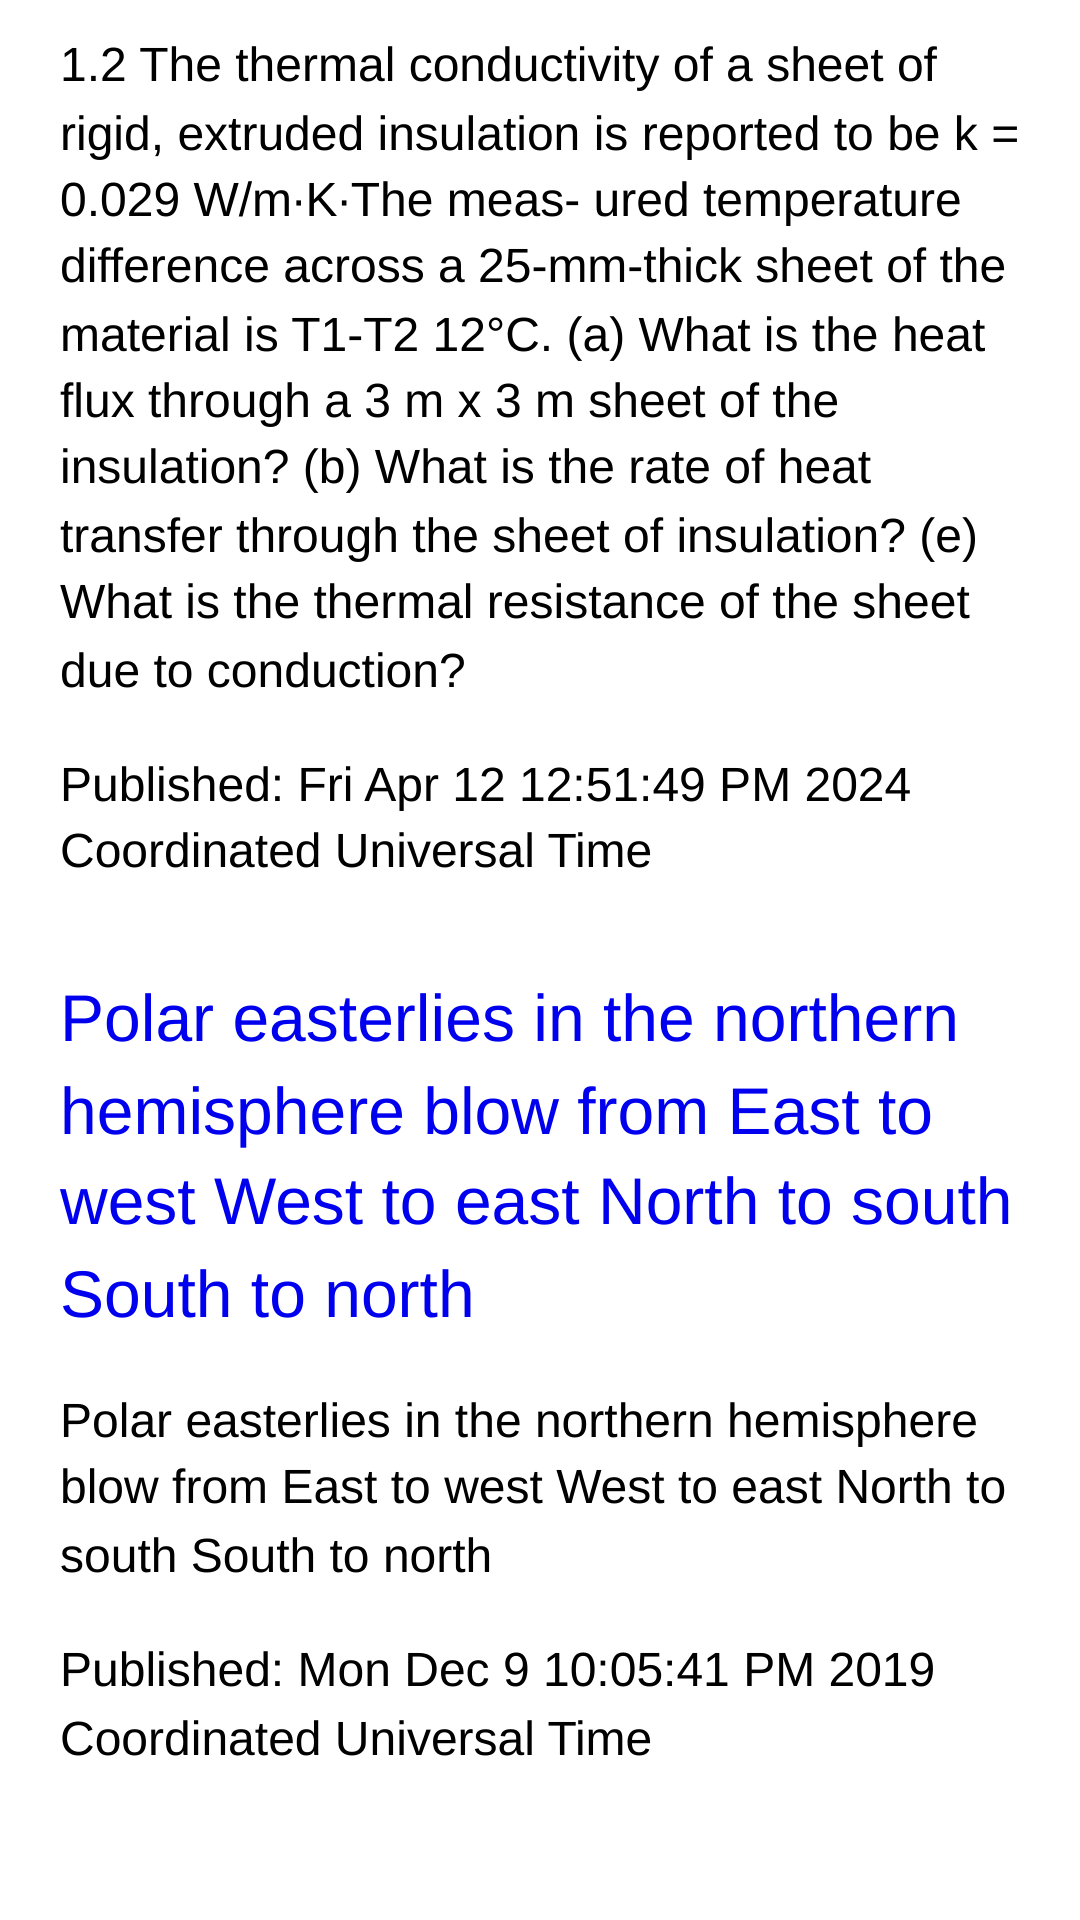 1.2 The thermal conductivity of a sheet of
rigid, extruded insulation is reported to be k =
0.029 W/m·K·The meas- ured temperature
difference across a 25-mm-thick sheet of the
material is T1-T2 12°C. (a) What is the heat
flux through a 3 m x 3 m sheet of the
insulation? (b) What is the rate of heat
transfer through the sheet of insulation? (e)
What is the thermal resistance of the sheet
due to conduction?
Published: Fri Apr 12 12:51:49 PM 2024
Coordinated Universal Time
Polar easterlies in the northern
hemisphere blow from East to
west West to east North to south
South to north
Polar easterlies in the northern hemisphere
blow from East to west West to east North to
south South to north
Published: Mon Dec 9 10:05:41 PM 2019
Coordinated Universal Time